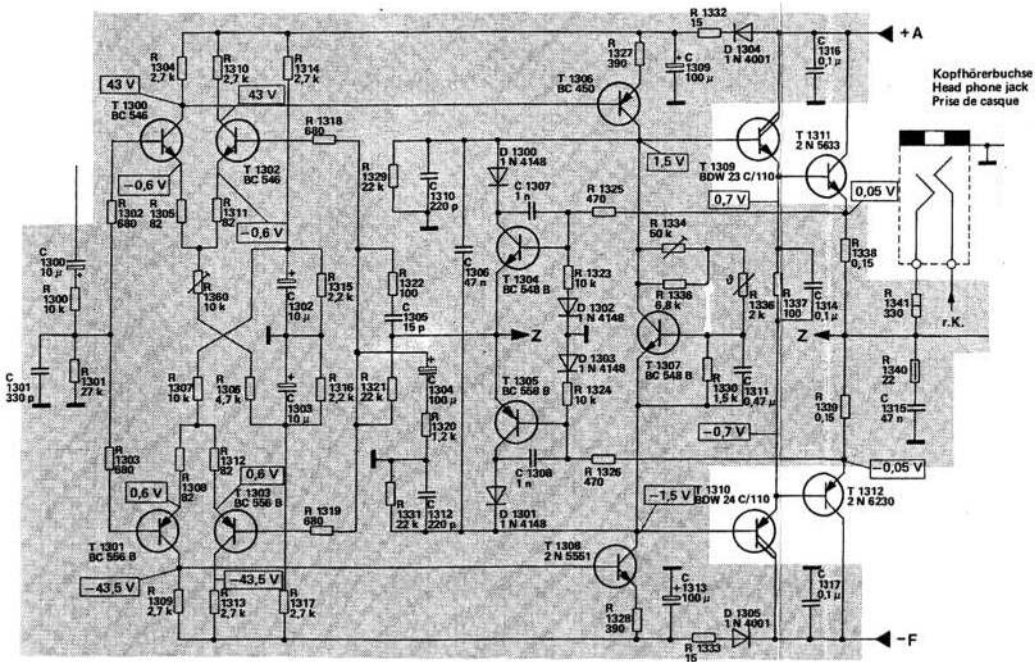 R 1332
15
D 1304
1 N 4001
C 1316
0,1 µ
+A
R 1304
2,7 k
R 1310
2,7 k
R 1314
2,7 k
R 1327
390
C 1309
100 µ
T 1306
BC 450
Kopfhörerbuchse
Head phone jack
Prise de casque
43 V
T 1300
BC 546
43 V
R 1318
680
T 1302
BC 546
D 1300
1 N 4148
1,5 V
T 1311
2 N 5633
T 1309
BDW 23 C/110
R 1329
22 k
C 1310
220 p
−0,6 V
R 1302
680
R 1305
82
R 1311
82
−0,6 V
C 1307
1 n
R 1325
470
0,7 V
0,05 V
R 1334
R 1338
0,15
C 1300
10 µ
R 1300
10 k
R 1360
10 k
C 1302
10 µ
R 1315
2,2 k
R 1322
100
C 1305
15 p
C 1306
47 n
T 1304
BC 548 B
R 1323
10 k
D 1302
1 N 4148
6,8 k
ϑ
R 1336
2 k
R 1337
100
C 1314
0,1 µ
R 1341
330
r.K.
Z
Z
C 1301
330 p
R 1301
27 k
R 1307
10 k
R 1306
4,7 k
C 1303
10 µ
R 1316
2,2 k
R 1321
22 k
C 1304
100 µ
R 1320
1,2 k
T 1305
BC 558 B
D 1303
1 N 4148
R 1324
10 k
T 1307
BC 548 B
R 1330
1,5 k
C 1311
0,47 µ
R 1340
22
C 1315
47 n
R 1339
0,15
−0,7 V
R 1303
680
R 1308
82
R 1312
82
0,6 V
0,6 V
T 1303
BC 556 B
C 1308
1 n
R 1326
470
−0,05 V
R 1319
680
R 1331
22 k
C 1312
220 p
D 1301
1 N 4148
−1,5 V
T 1310
BDW 24 C/110
T 1312
2 N 6230
T 1301
BC 556 B
T 1308
2 N 5551
−43,5 V
−43,5 V
R 1309
2,7 k
R 1313
2,7 k
R 1317
2,7 k
R 1328
390
C 1313
100 µ
D 1305
1 N 4001
C 1317
0,1 µ
R 1333
15
−F